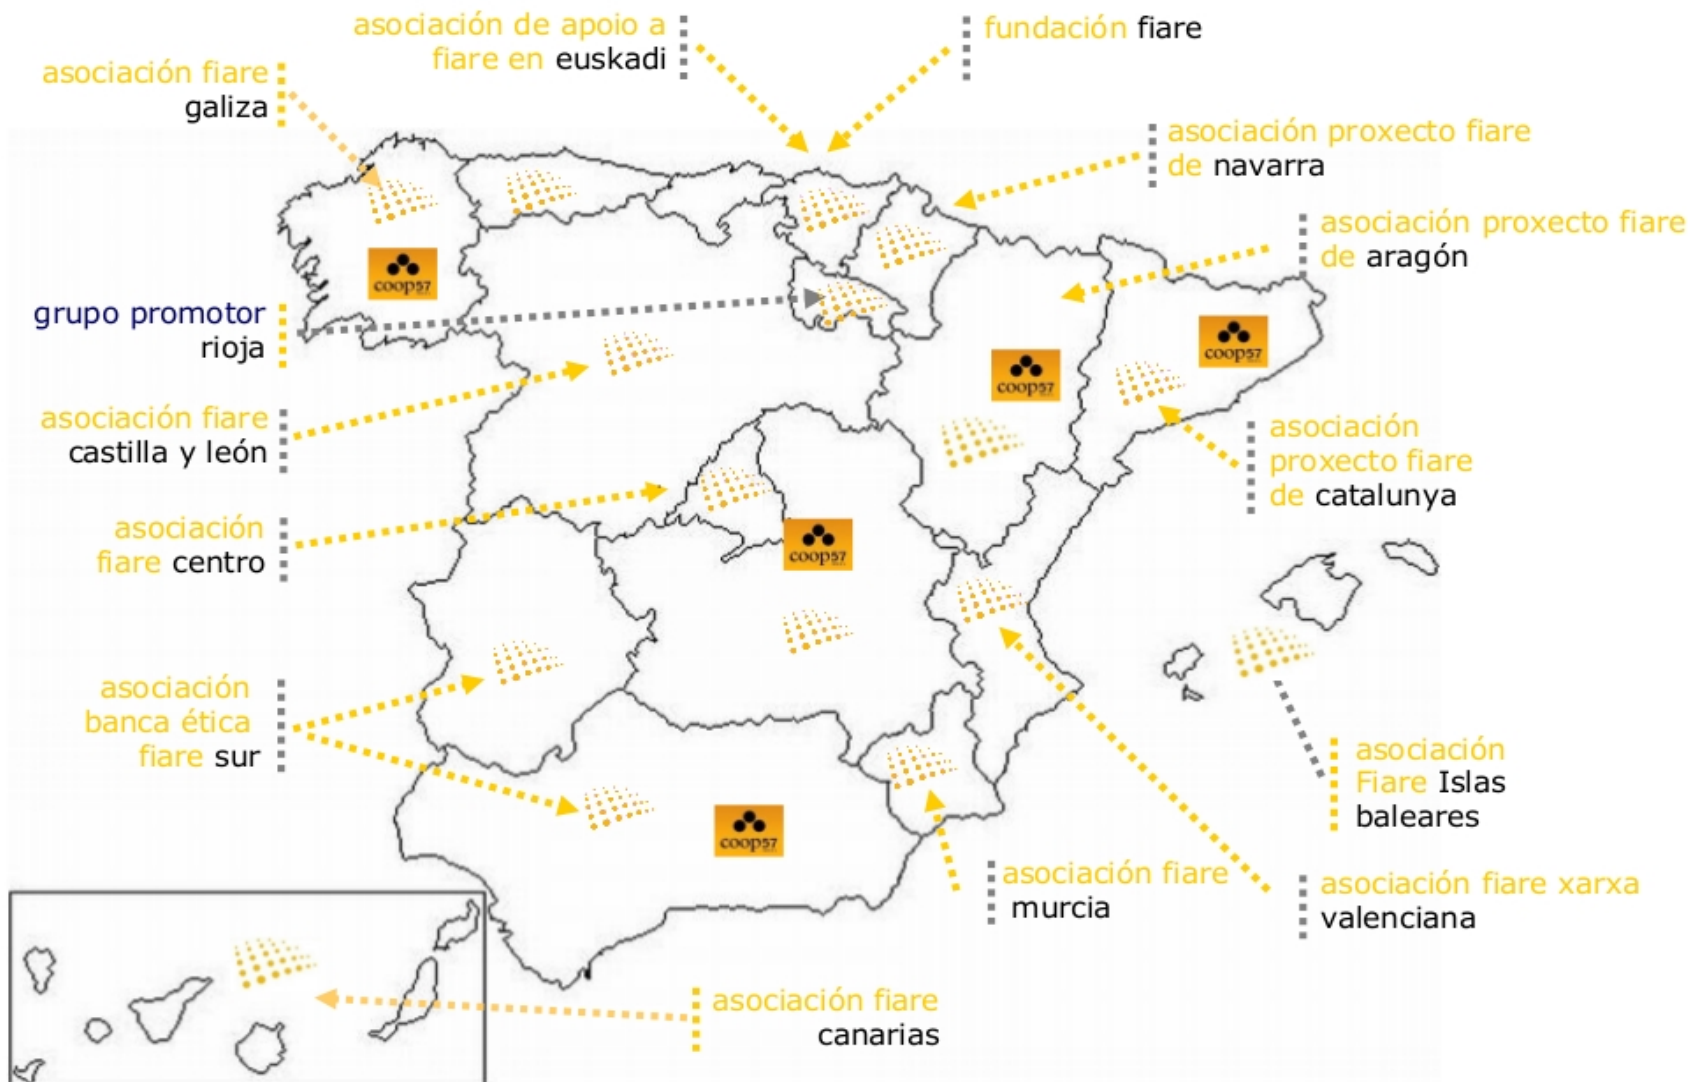 asociación de apoio a
fiare en euskadi
fundación fiare
asociación fiare
galiza
asociación proxecto fiare
de navarra
asociación proxecto fiare
de aragón
grupo promotor
rioja
coop57
coop57
coop57
asociación fiare
castilla y león
asociación
proxecto fiare
de catalunya
asociación
fiare centro
coop57
asociación
banca ética
fiare sur
asociación
Fiare Islas
baleares
coop57
asociación fiare
murcia
asociación fiare xarxa
valenciana
asociación fiare
canarias